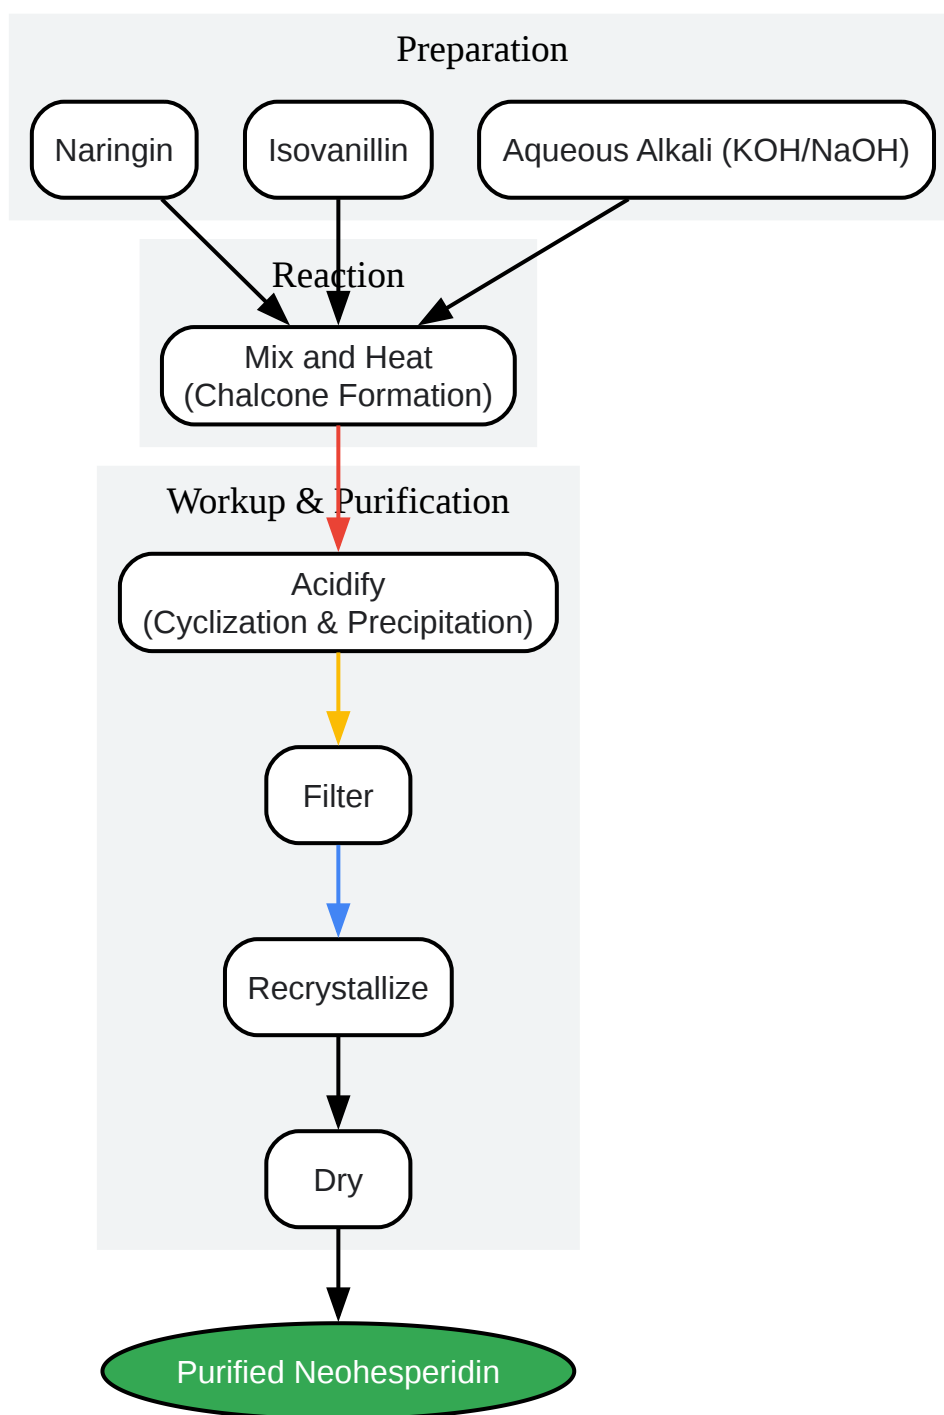 Preparation
Naringin
Isovanillin
Aqueous Alkali (KOH/NaOH)
Reaction
Mix and Heat
(Chalcone Formation)
Workup & Purification
Acidify
(Cyclization & Precipitation)
Filter
Recrystallize
Dry
Purified Neohesperidin